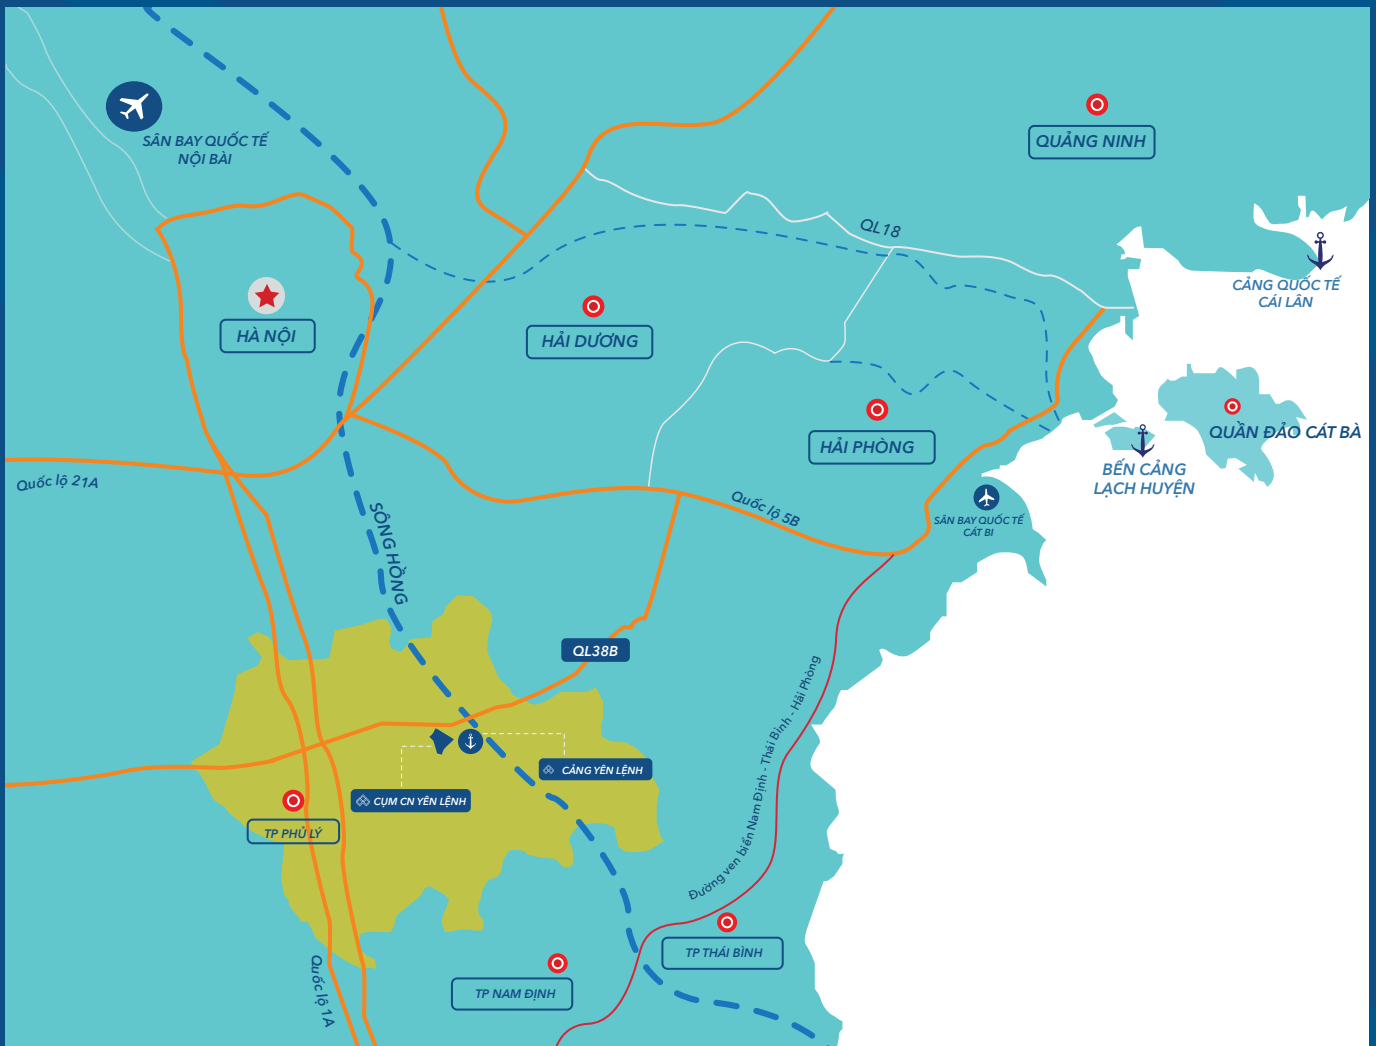 SÂN BAY QUỐC TẾ
NỘI BÀI
QUẢNG NINH
QL18
CẢNG QUỐC TẾ
CÁI LÂN
HÀ NỘI
HẢI DƯƠNG
QUẦN ĐẢO CÁT BÀ
HẢI PHÒNG
BẾN CẢNG
LẠCH HUYỆN
Quốc lộ 21A
Quốc lộ 5B
SÂN BAY QUỐC TẾ
CÁT BI
SÔNG HỒNG
QL38B
Đường ven biển Nam Định - Thái Bình - Hải Phòng
CẢNG YÊN LỆNH
CỤM CN YÊN LỆNH
TP PHỦ LÝ
TP THÁI BÌNH
Quốc lộ 1A
TP NAM ĐỊNH